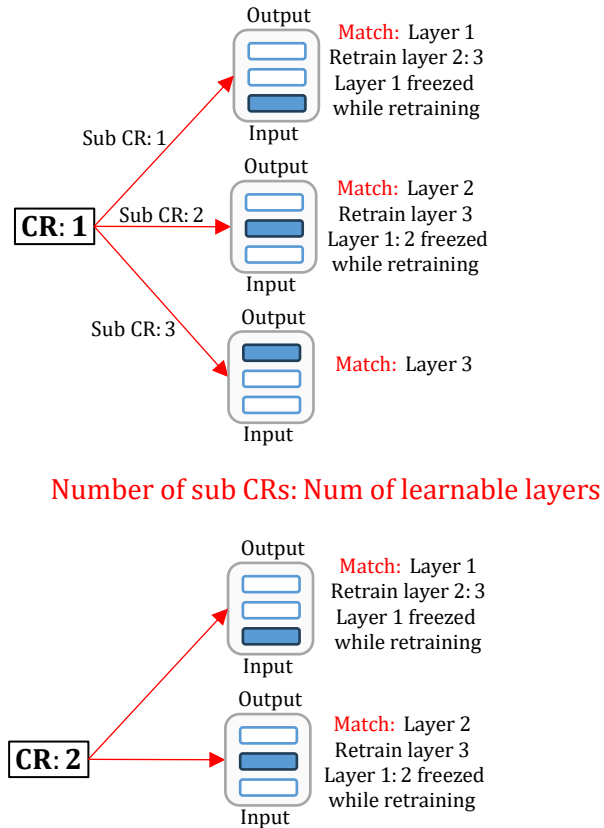 Output
Match: Layer 1
Retrain layer 2: 3
Layer 1 freezed
while retraining
Input
Sub CR: 1
Output
Match: Layer 2
Retrain layer 3
Layer 1: 2 freezed
while retraining
Input
CR: 1
Sub CR: 2
Output
Sub CR: 3
Match: Layer 3
Input
Number of sub CRs: Num of learnable layers
Output
Match: Layer 1
Retrain layer 2: 3
Layer 1 freezed
while retraining
Input
Output
Match: Layer 2
Retrain layer 3
Layer 1: 2 freezed
while retraining
CR: 2
Input